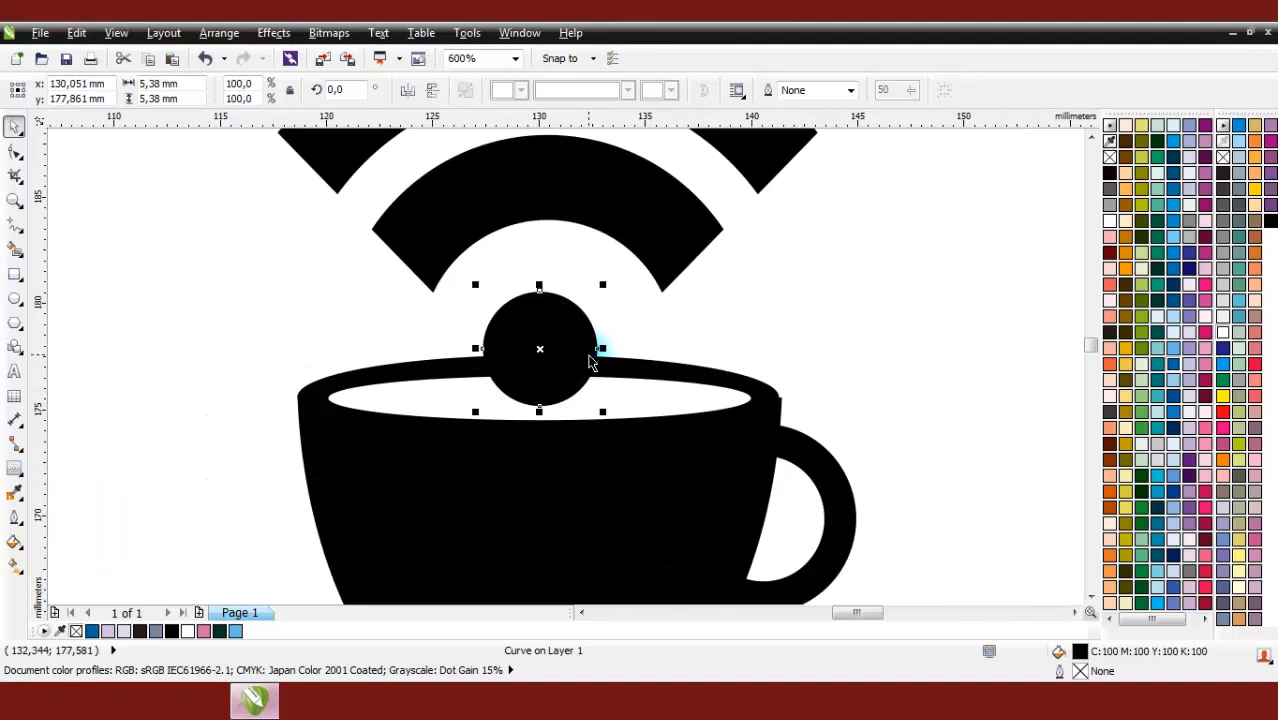 File Edit View Layout Arrange Effects Bitmaps Text Table Tools Window Help
600% Snap to
x: 130,051 mm 5,38 mm 100,0 % 0,0 ° None 50
y: 177,861 mm 5,38 mm 100,0 %
110 120 125 130 135 140 145 150 millimeters
185
180
175
170
millimeters
1 of 1 Page 1
( 132,344; 177,581 ) Curve on Layer 1 C:100 M:100 Y:100 K:100
Document color profiles: RGB: sRGB IEC61966-2.1; CMYK: Japan Color 2001 Coated; Grayscale: Dot Gain 15% None